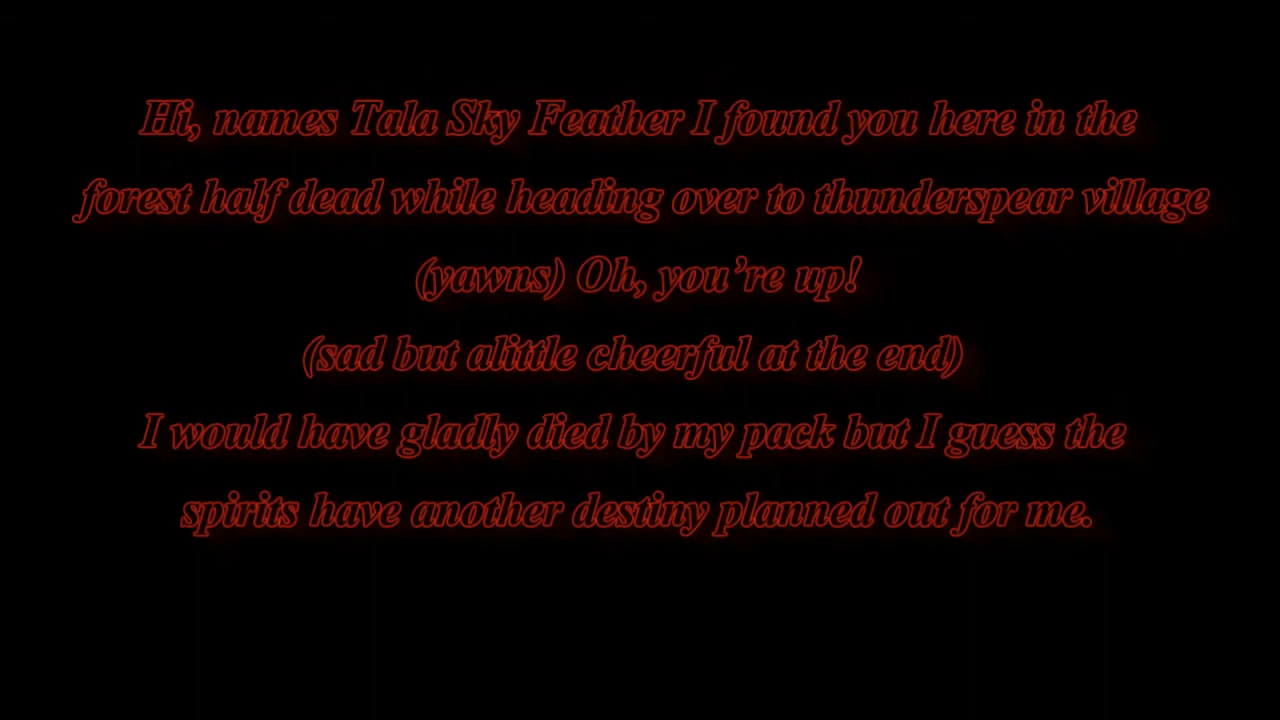 Hi, names Tala Sky Feather I found you here in the
forest half dead while heading over to thunderspear village
(yawns) Oh, you’re up!
(sad but alittle cheerful at the end)
I would have gladly died by my pack but I guess the
spirits have another destiny planned out for me.